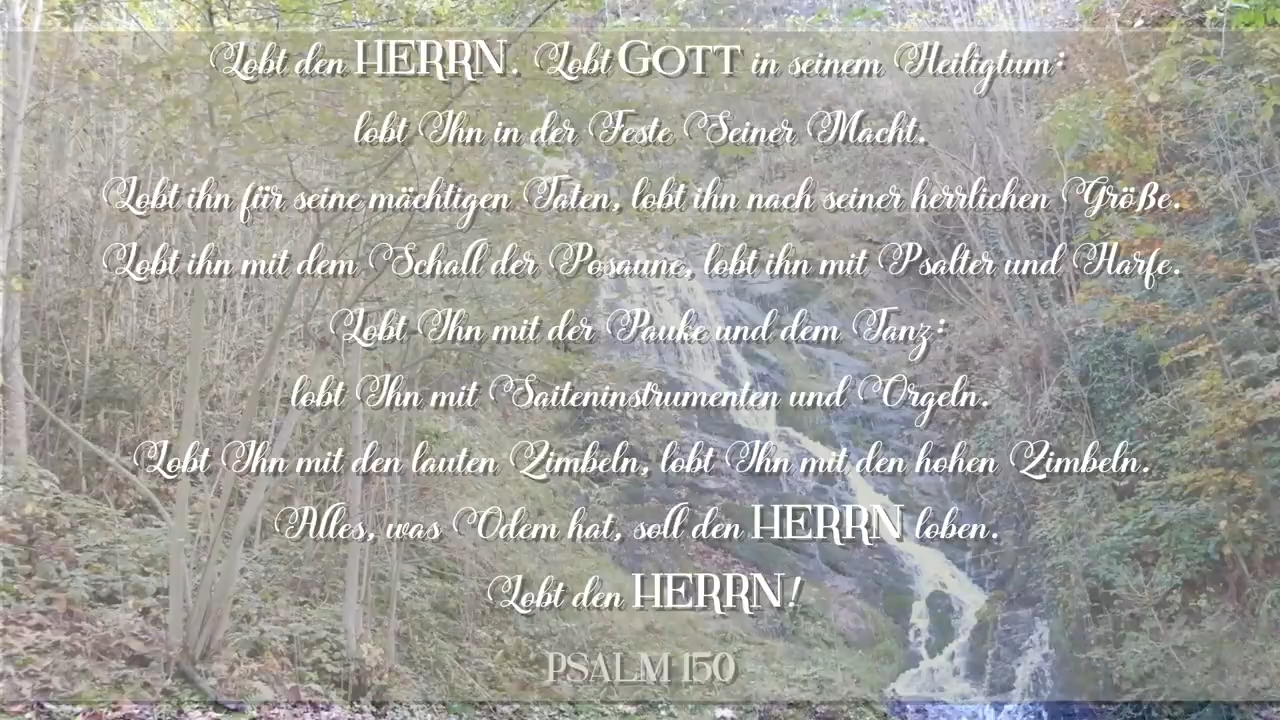 Lobt den HERRN. Lobt GOTT in seinem Heiligtum:
lobt Ihn in der Feste Seiner Macht.
Lobt ihn für seine mächtigen Taten, lobt ihn nach seiner herrlichen Größe.
Lobt ihn mit dem Schall der Posaune, lobt ihn mit Psalter und Harfe.
Lobt Ihn mit der Pauke und dem Tanz:
lobt Ihn mit Saiteninstrumenten und Orgeln.
Lobt Ihn mit den lauten Zimbeln, lobt Ihn mit den hohen Zimbeln.
Alles, was Odem hat, soll den HERRN loben.
Lobt den HERRN!
PSALM 150